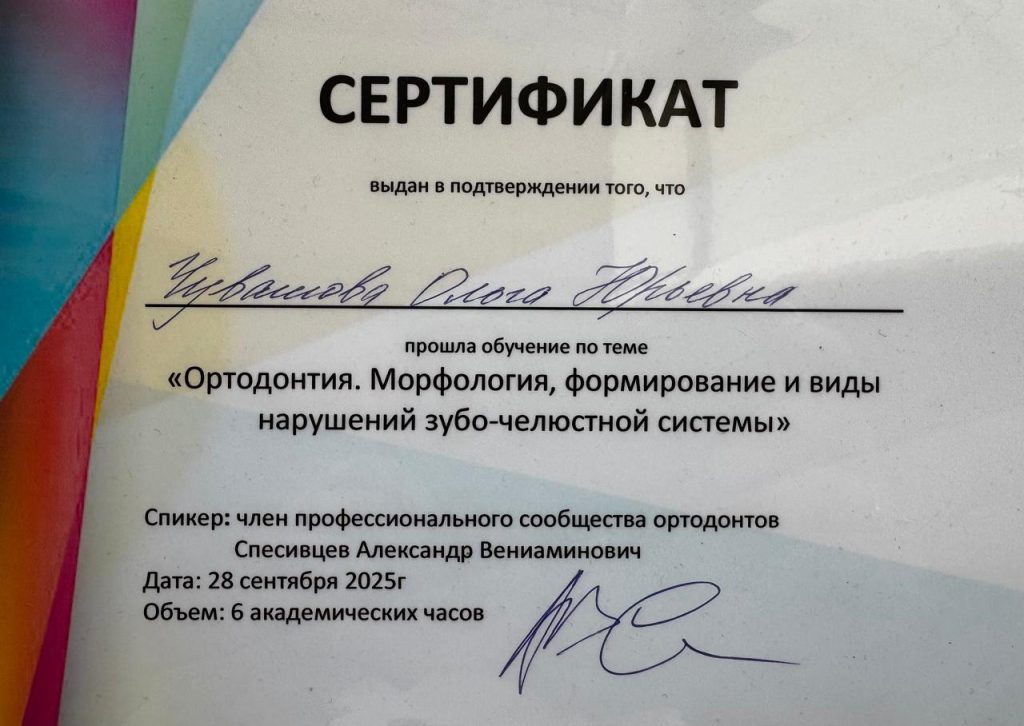 СЕРТИФИКАТ
выдан в подтверждении того, что
Чувашова Ольга Юрьевна
прошла обучение по теме
«Ортодонтия. Морфология, формирование и виды
нарушений зубо-челюстной системы»
Спикер: член профессионального сообщества ортодонтов
Спесивцев Александр Вениаминович
Дата: 28 сентября 2025г
Объем: 6 академических часов